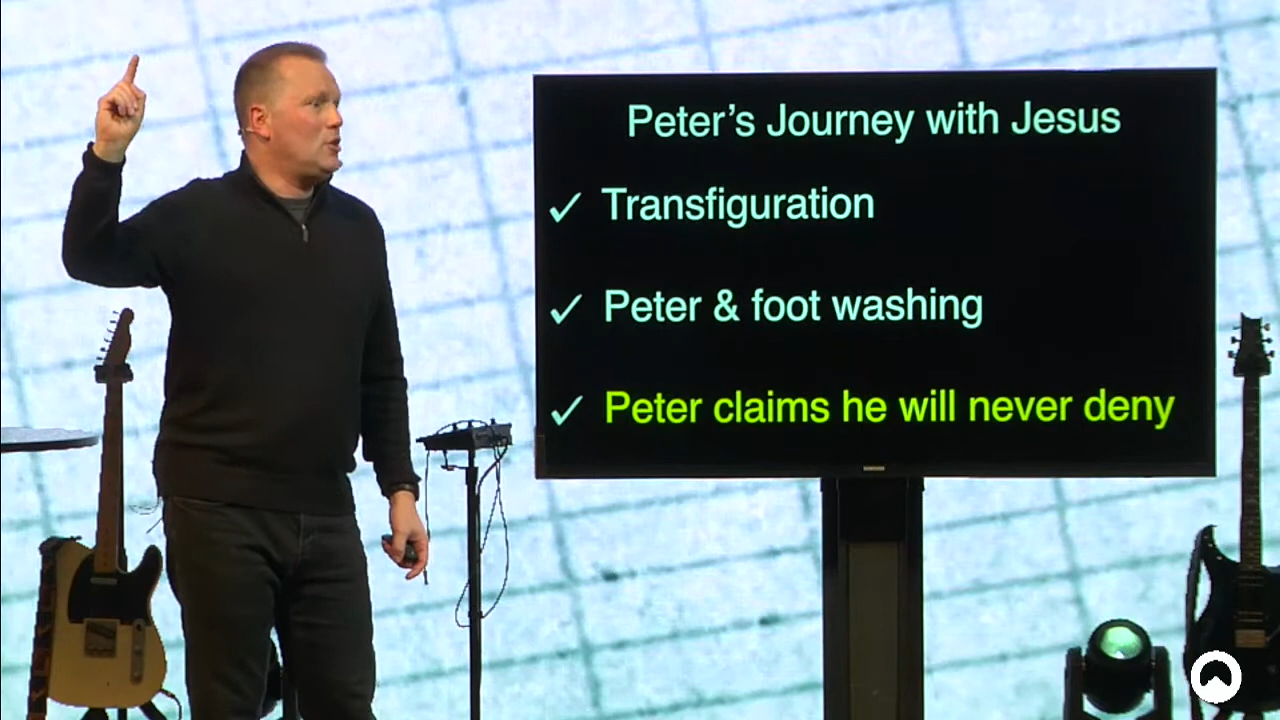 Peter’s Journey with Jesus
✓ Transfiguration
✓ Peter & foot washing
✓ Peter claims he will never deny